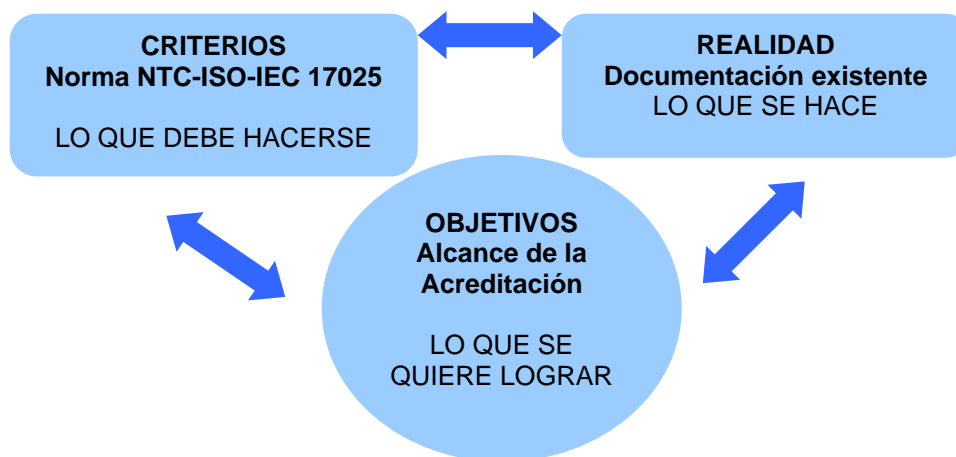 CRITERIOS
Norma NTC-ISO-IEC 17025
LO QUE DEBE HACERSE
REALIDAD
Documentación existente
LO QUE SE HACE
OBJETIVOS
Alcance de la
Acreditación
LO QUE SE
QUIERE LOGRAR